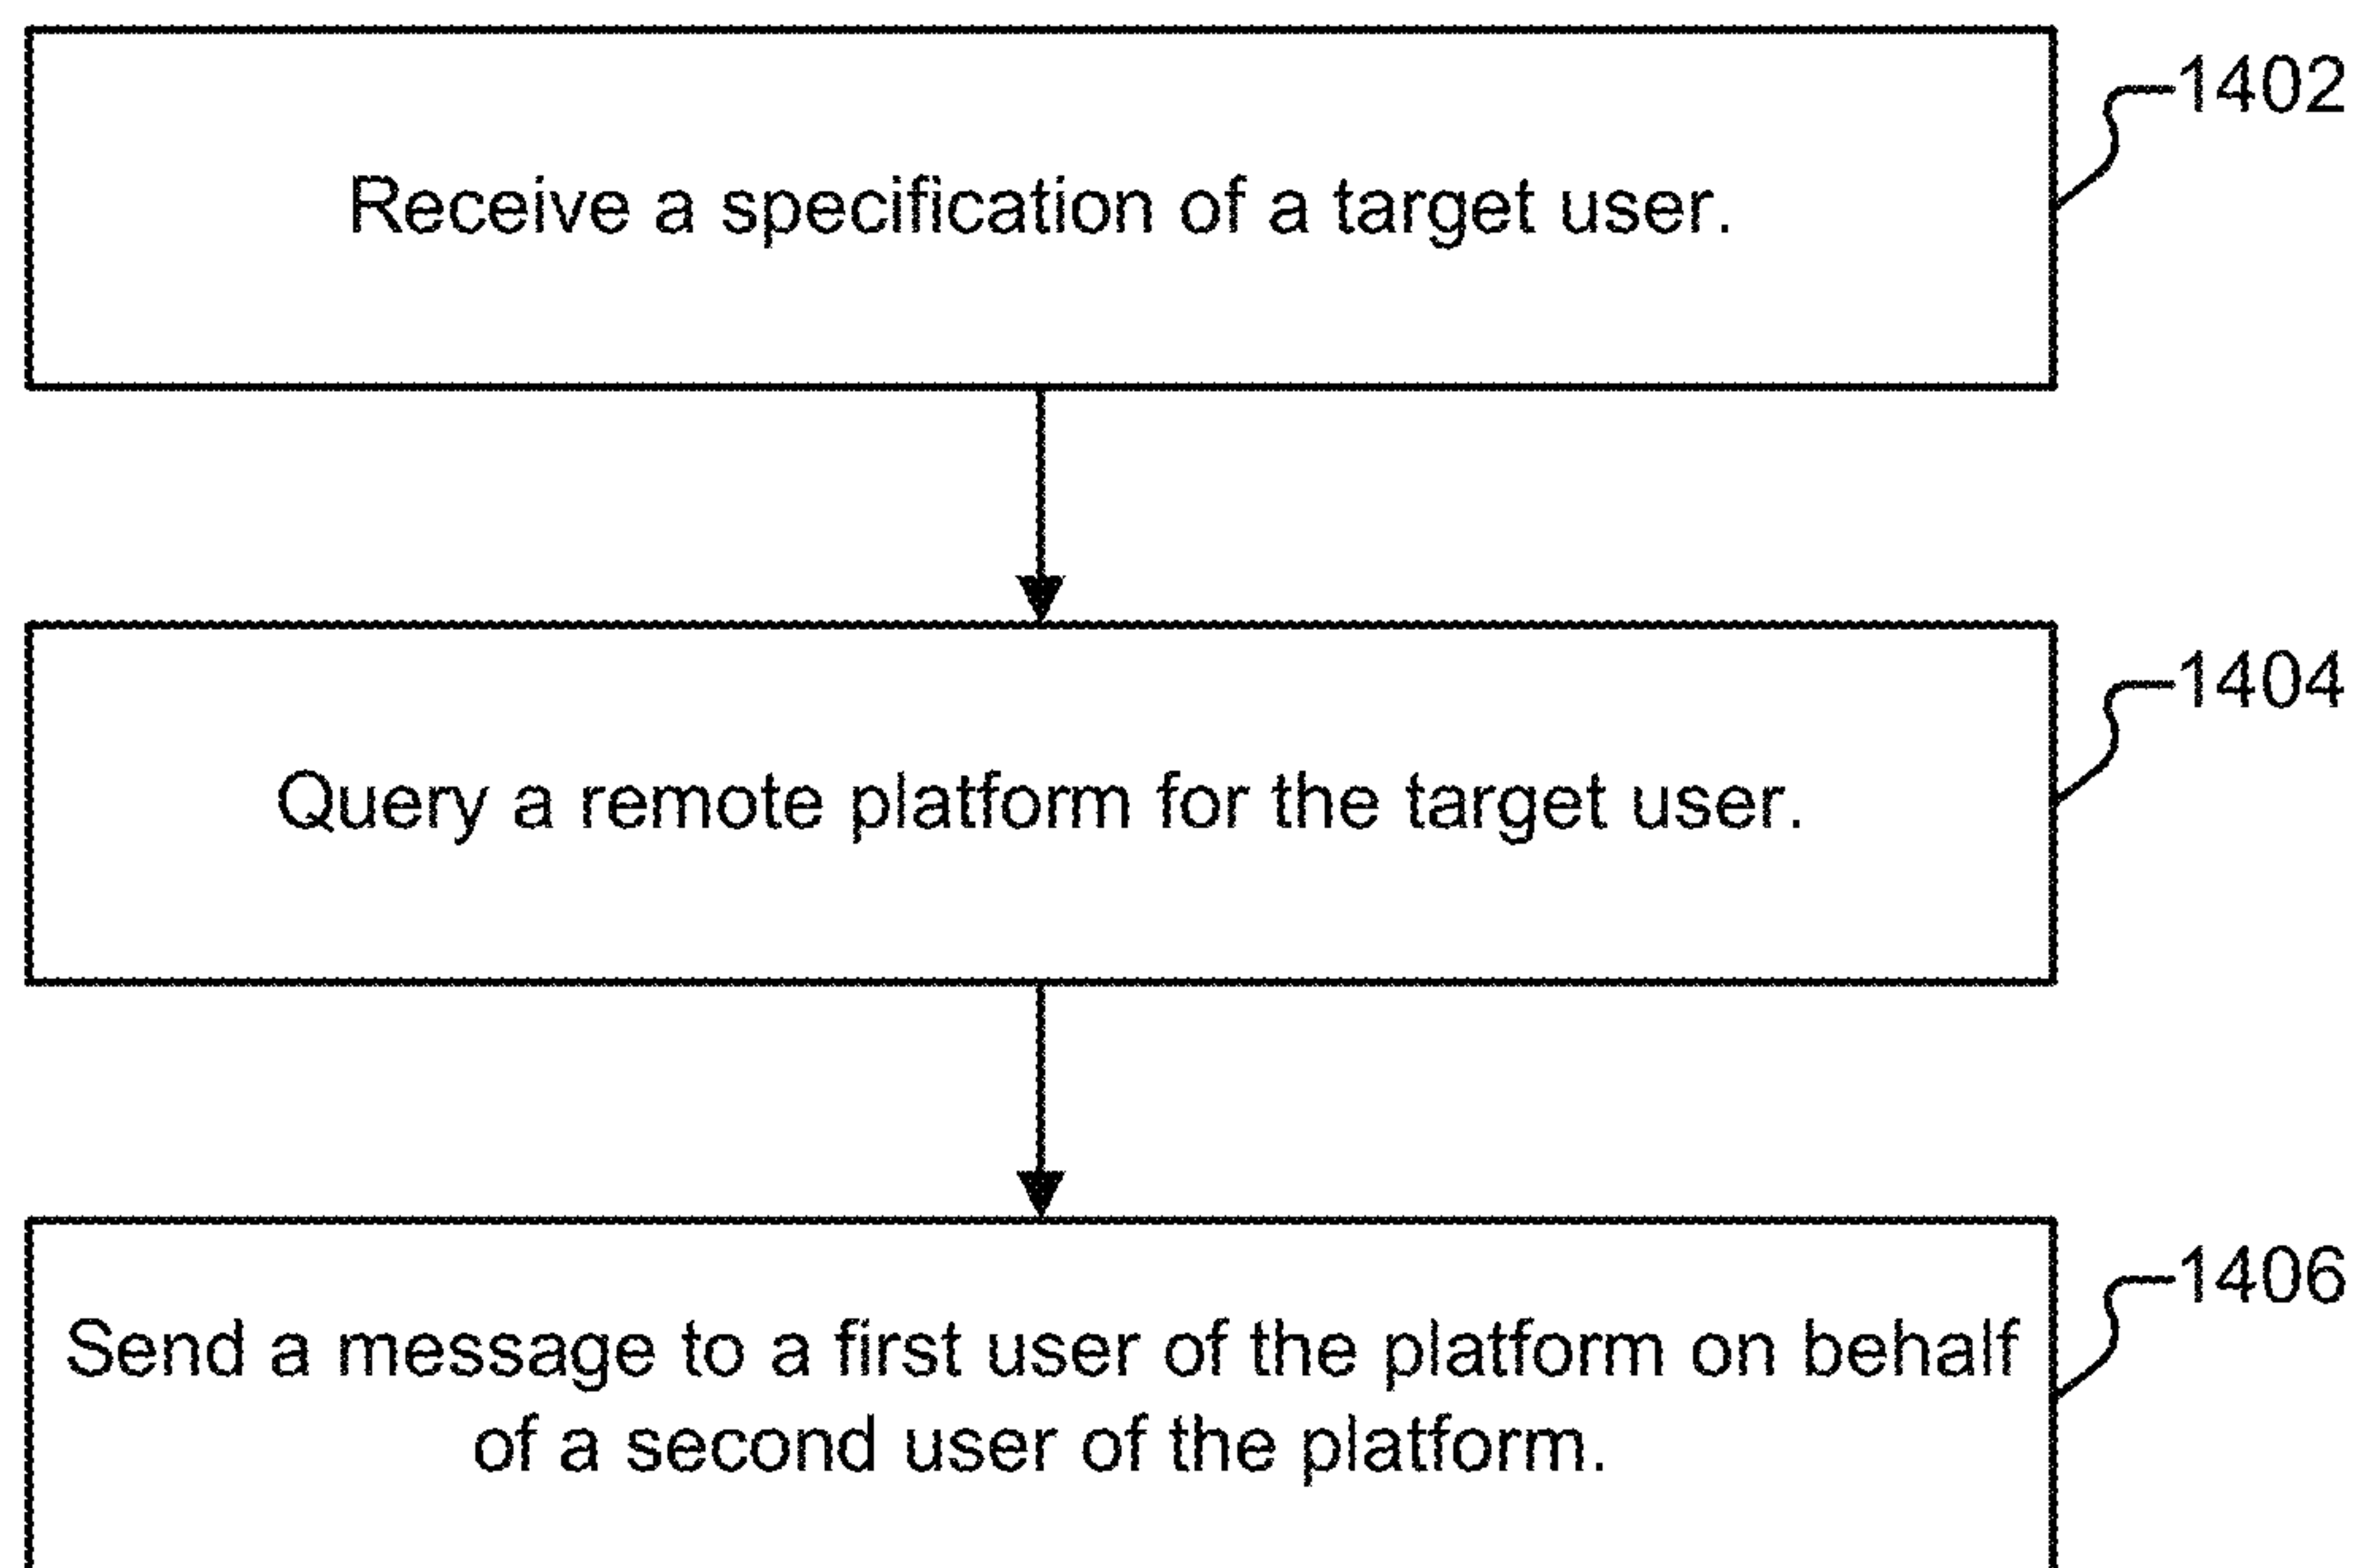 1402
Receive a specification of a target user.
1404
Query a remote platform for the target user.
1406
Send a message to a first user of the platform on behalf
of a second user of the platform.